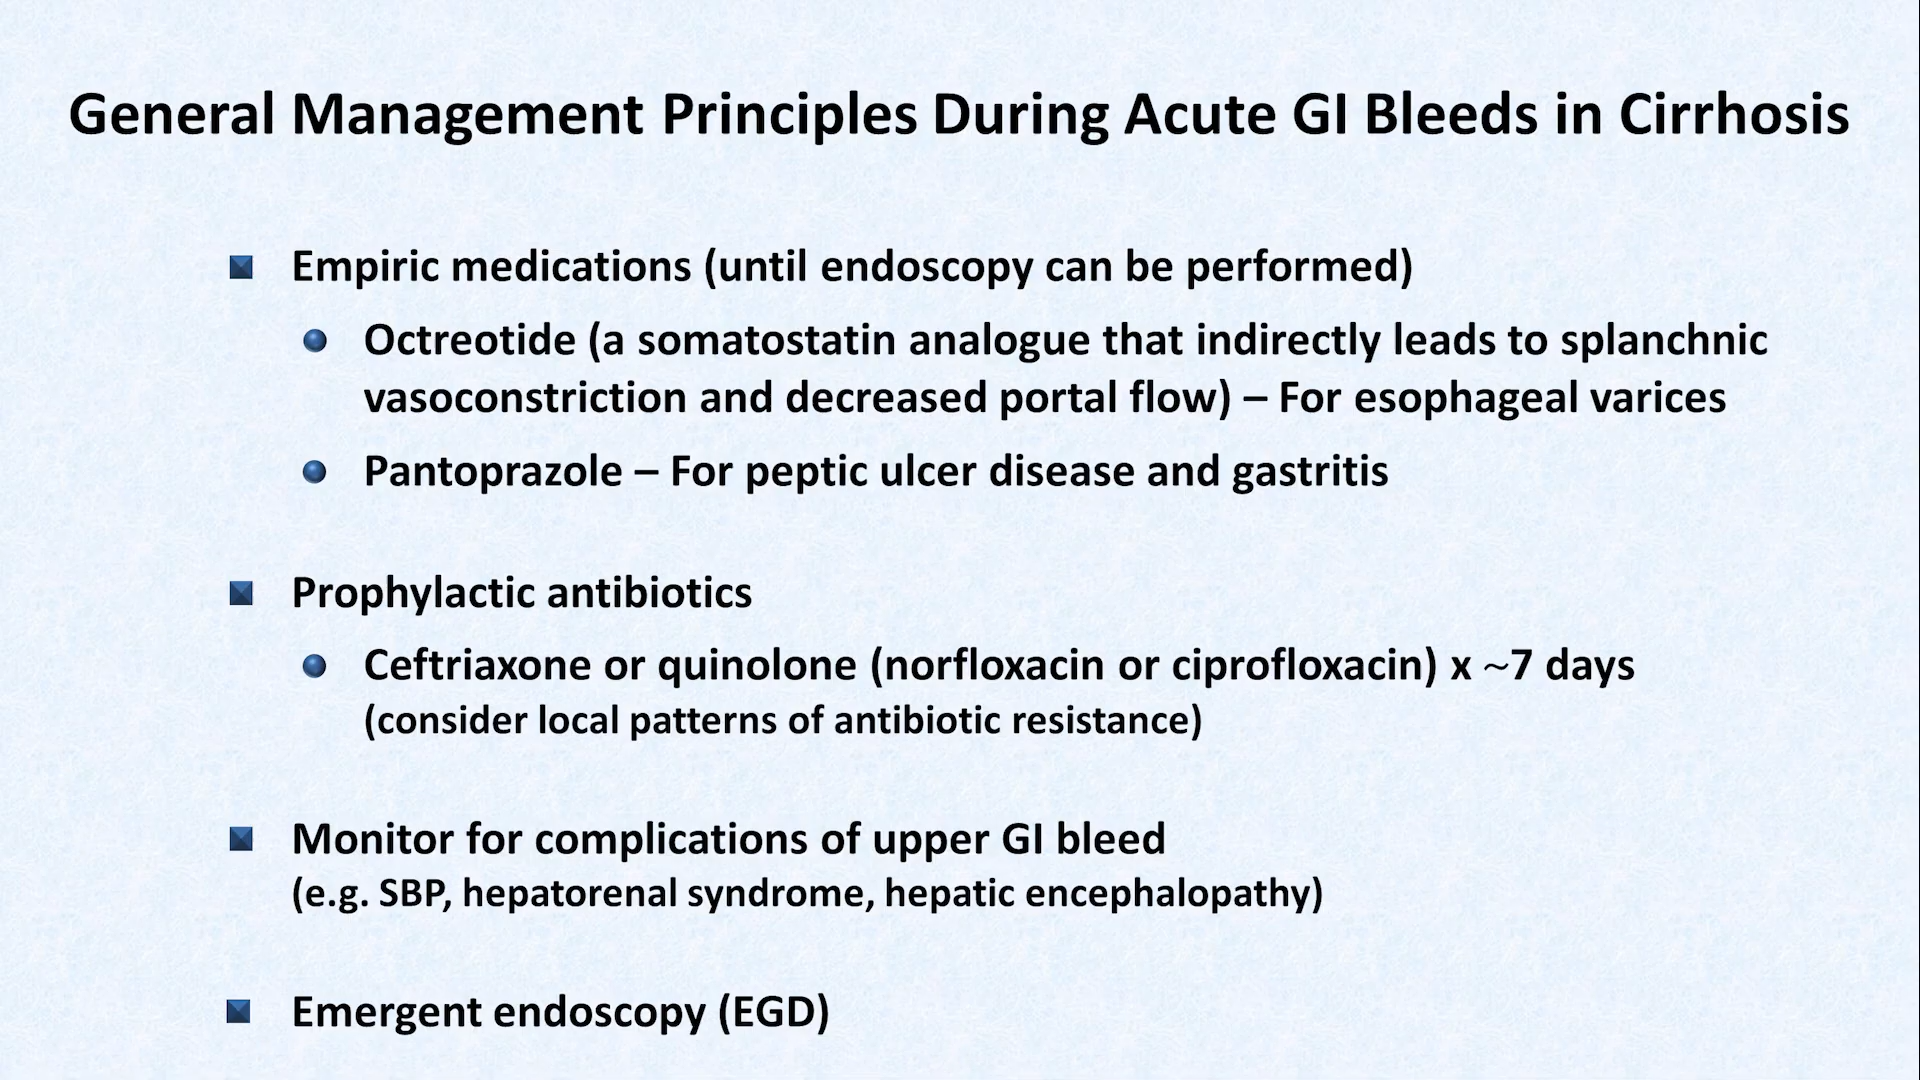 General Management Principles During Acute GI Bleeds in Cirrhosis
Empiric medications (until endoscopy can be performed)
Octreotide (a somatostatin analogue that indirectly leads to splanchnic
vasoconstriction and decreased portal flow) – For esophageal varices
Pantoprazole – For peptic ulcer disease and gastritis
Prophylactic antibiotics
Ceftriaxone or quinolone (norfloxacin or ciprofloxacin) x ~7 days
(consider local patterns of antibiotic resistance)
Monitor for complications of upper GI bleed
(e.g. SBP, hepatorenal syndrome, hepatic encephalopathy)
Emergent endoscopy (EGD)